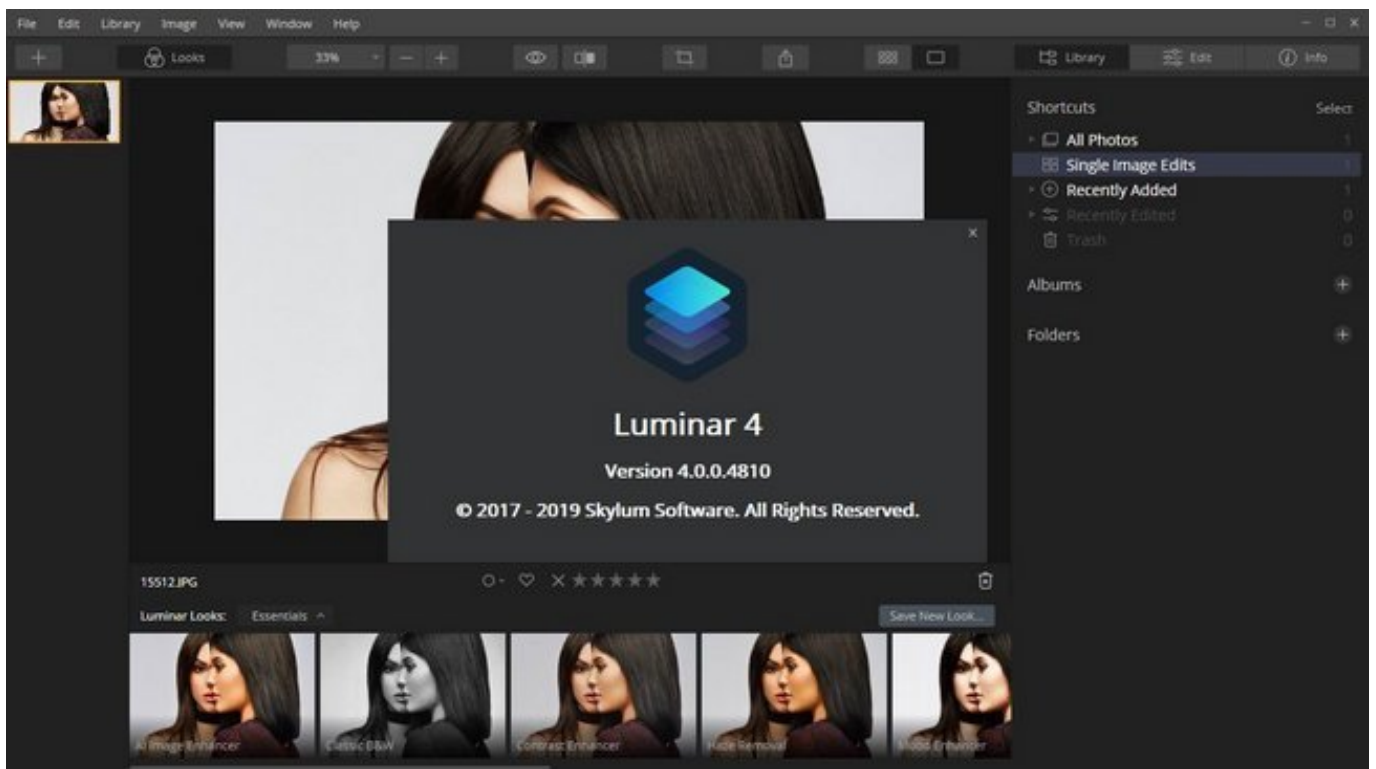 File Edit Library Image View Window Help
Looks 33% Library Edit Info
Shortcuts Select
All Photos 1
Single Image Edits 1
Recently Added 1
Recently Edited 0
Trash 0
Albums
Folders
Luminar 4
Version 4.0.0.4810
© 2017 - 2019 Skylum Software. All Rights Reserved.
15512.JPG
Luminar Looks: Essentials Save New Look...
AI Image Enhancer Classic B&W Contrast Enhancer Haze Removal Mood Enhancer